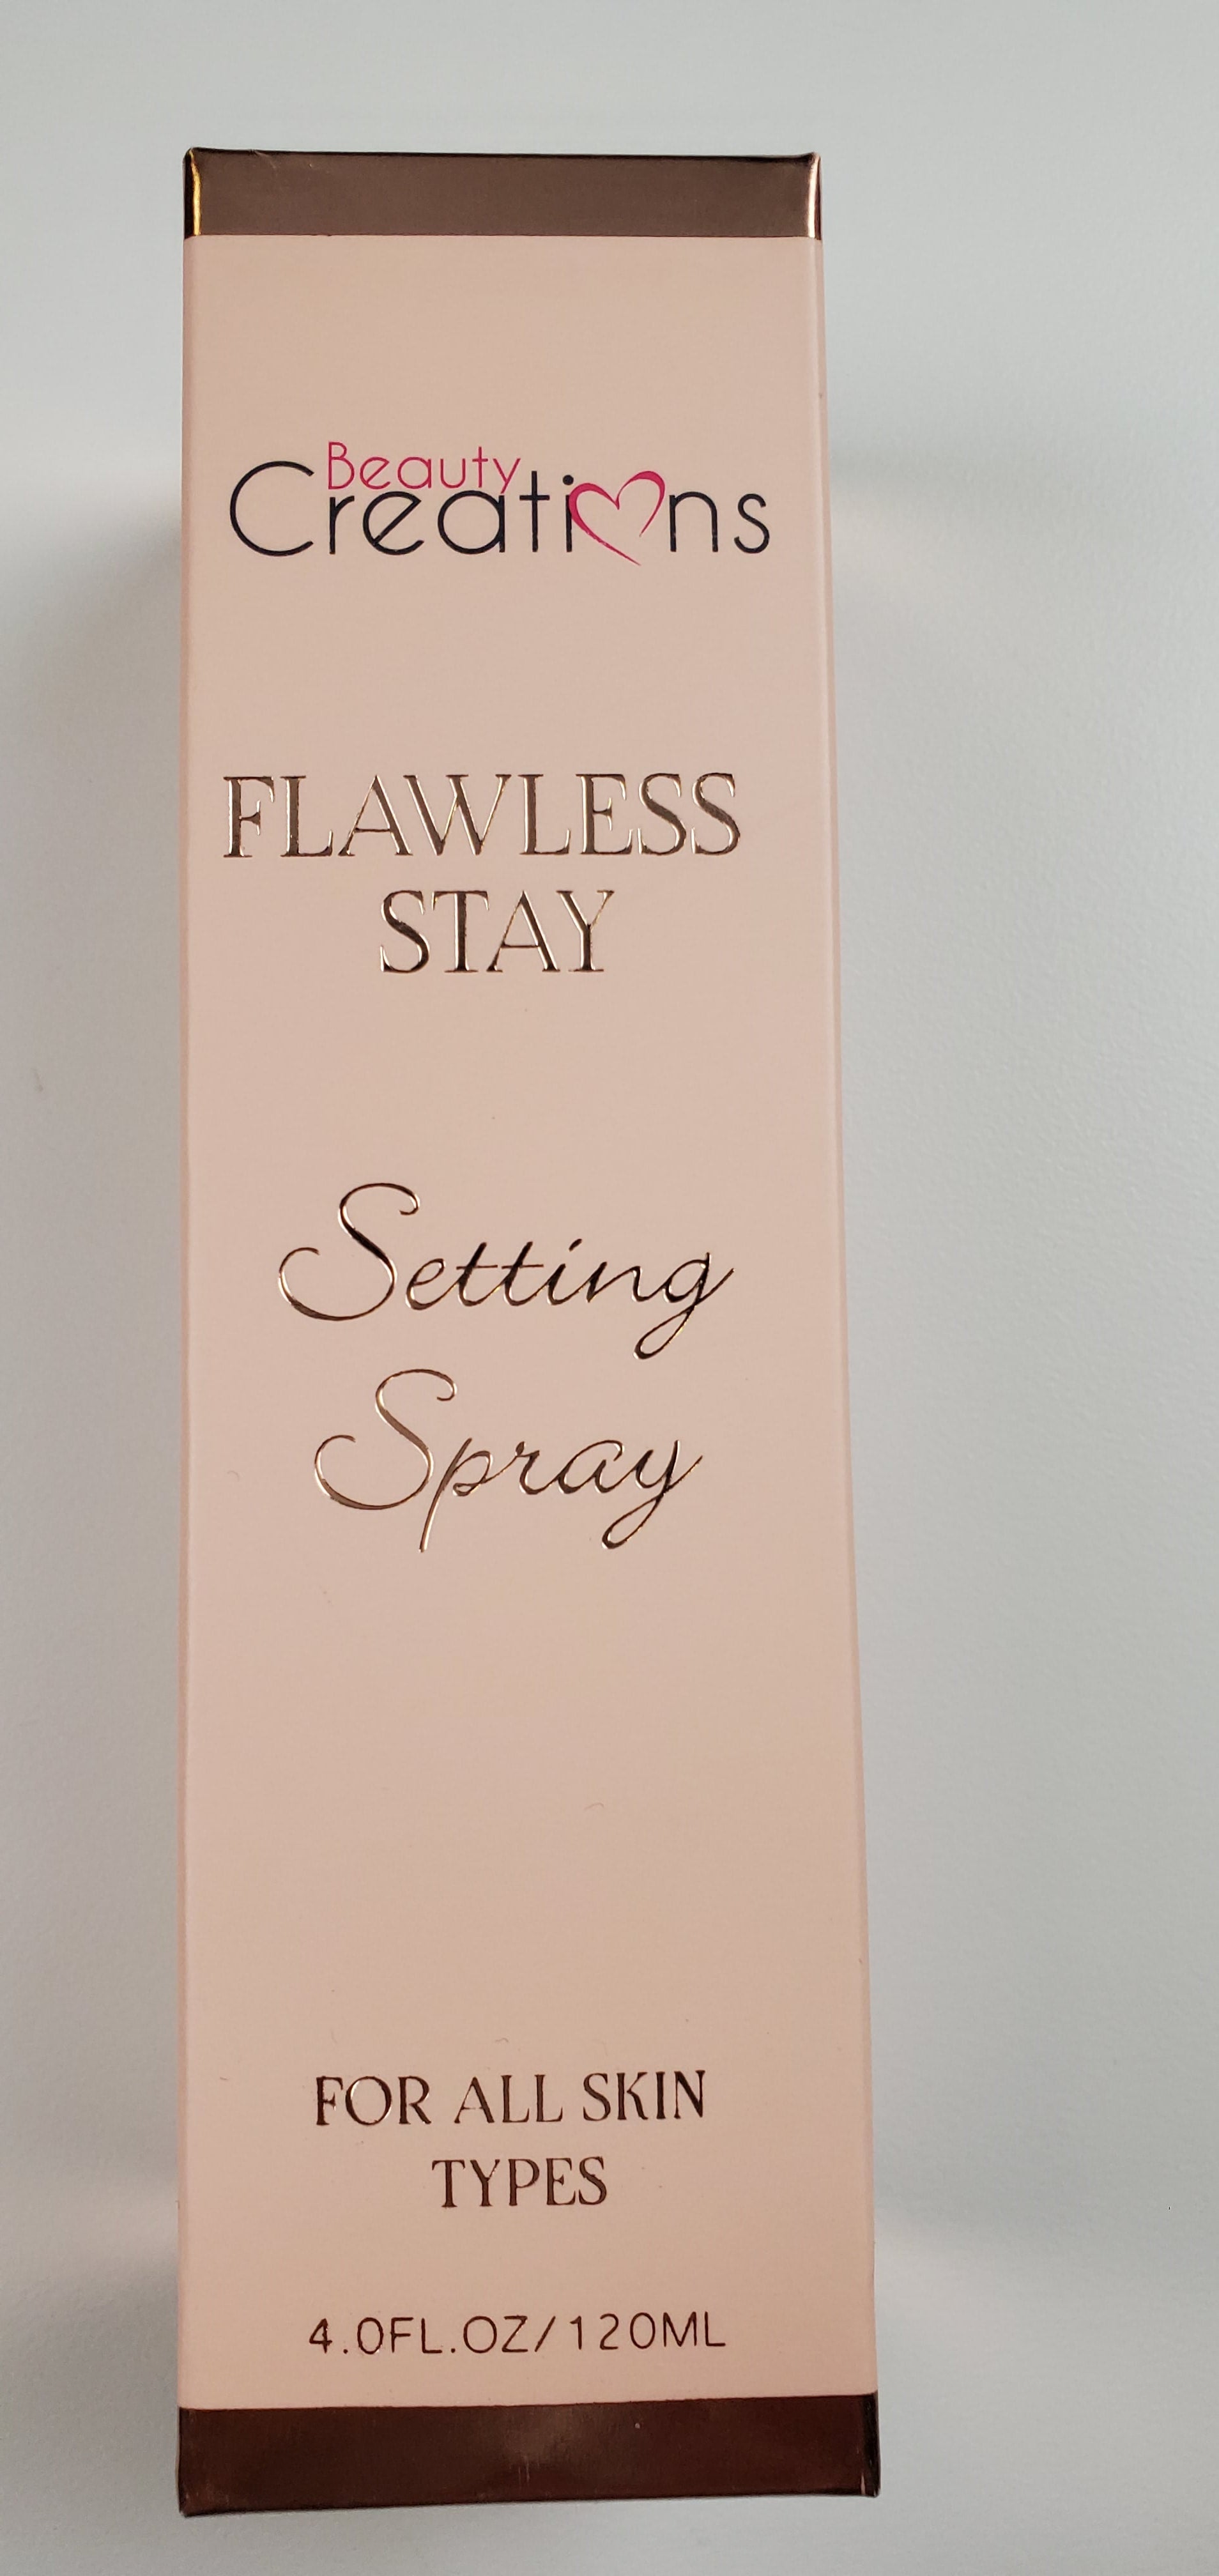 Beauty
Creations
FLAWLESS
STAY
Setting
Spray
FOR ALL SKIN
TYPES
4.0FL.OZ/120ML